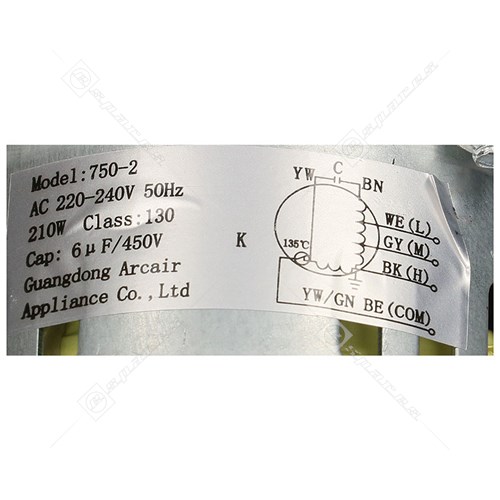 Model:750-2
AC 220-240V 50Hz
210W Class:130
Cap: 6μF/450V
Guangdong Arcair
Appliance Co.,Ltd
K
C
YW
BN
WE(L)
GY(M)
135℃
BK(H)
YW/GN BE(COM)